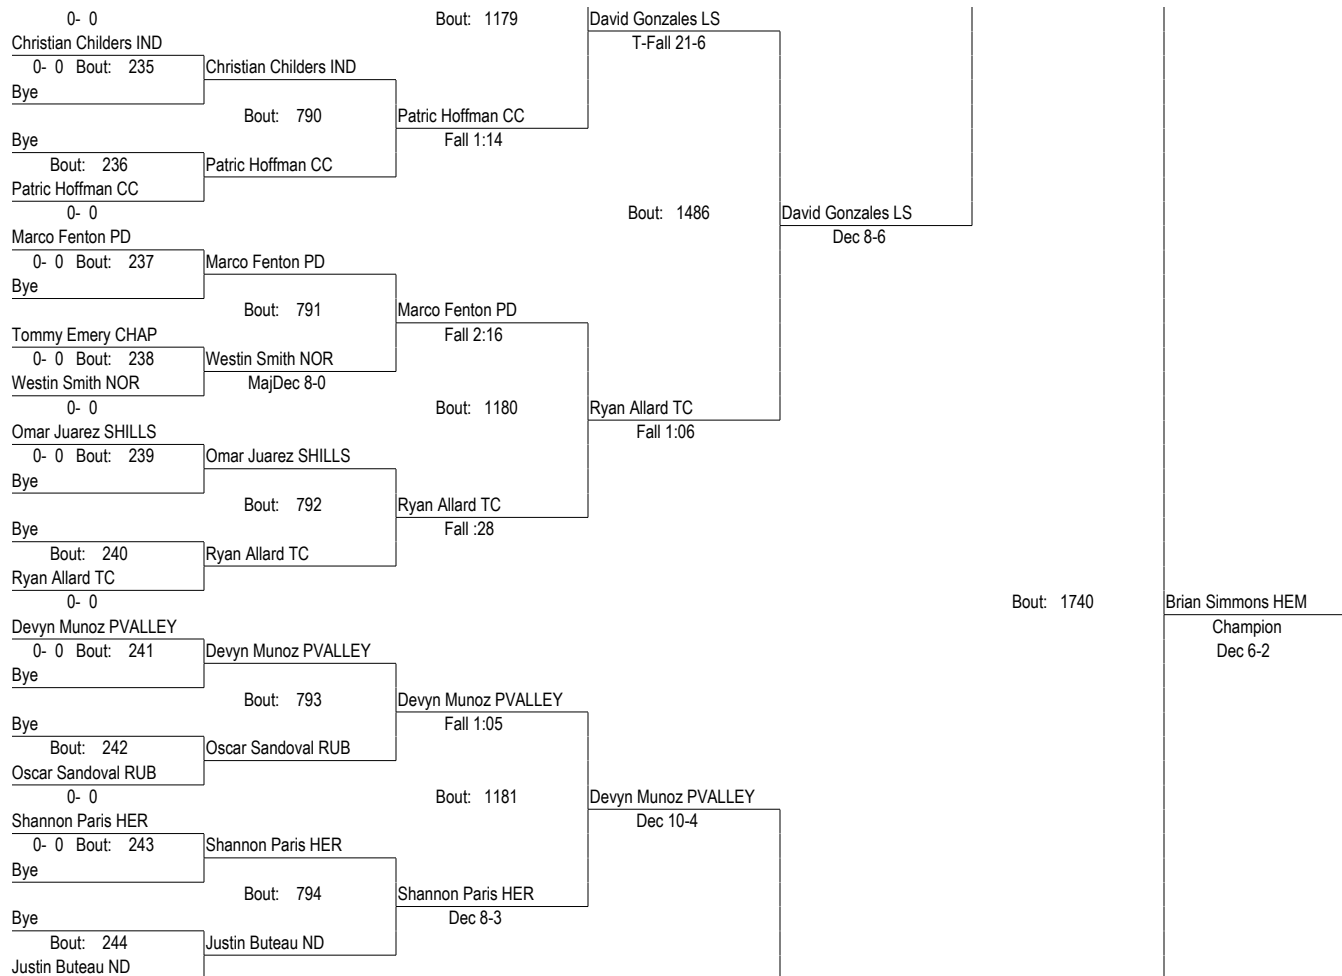 0- 0 Bout: 1179 David Gonzales LS
Christian Childers IND T-Fall 21-6
0- 0 Bout: 235 Christian Childers IND
Bye
Bout: 790 Patric Hoffman CC
Bye Fall 1:14
Bout: 236 Patric Hoffman CC
Patric Hoffman CC
0- 0 Bout: 1486 David Gonzales LS
Marco Fenton PD Dec 8-6
0- 0 Bout: 237 Marco Fenton PD
Bye
Bout: 791 Marco Fenton PD
Tommy Emery CHAP Fall 2:16
0- 0 Bout: 238 Westin Smith NOR
Westin Smith NOR MajDec 8-0
0- 0 Bout: 1180 Ryan Allard TC
Omar Juarez SHILLS Fall 1:06
0- 0 Bout: 239 Omar Juarez SHILLS
Bye
Bout: 792 Ryan Allard TC
Bye Fall :28
Bout: 240 Ryan Allard TC
Ryan Allard TC
0- 0 Bout: 1740 Brian Simmons HEM
Devyn Munoz PVALLEY Champion
0- 0 Bout: 241 Devyn Munoz PVALLEY Dec 6-2
Bye
Bout: 793 Devyn Munoz PVALLEY
Bye Fall 1:05
Bout: 242 Oscar Sandoval RUB
Oscar Sandoval RUB
0- 0 Bout: 1181 Devyn Munoz PVALLEY
Shannon Paris HER Dec 10-4
0- 0 Bout: 243 Shannon Paris HER
Bye
Bout: 794 Shannon Paris HER
Bye Dec 8-3
Bout: 244 Justin Buteau ND
Justin Buteau ND